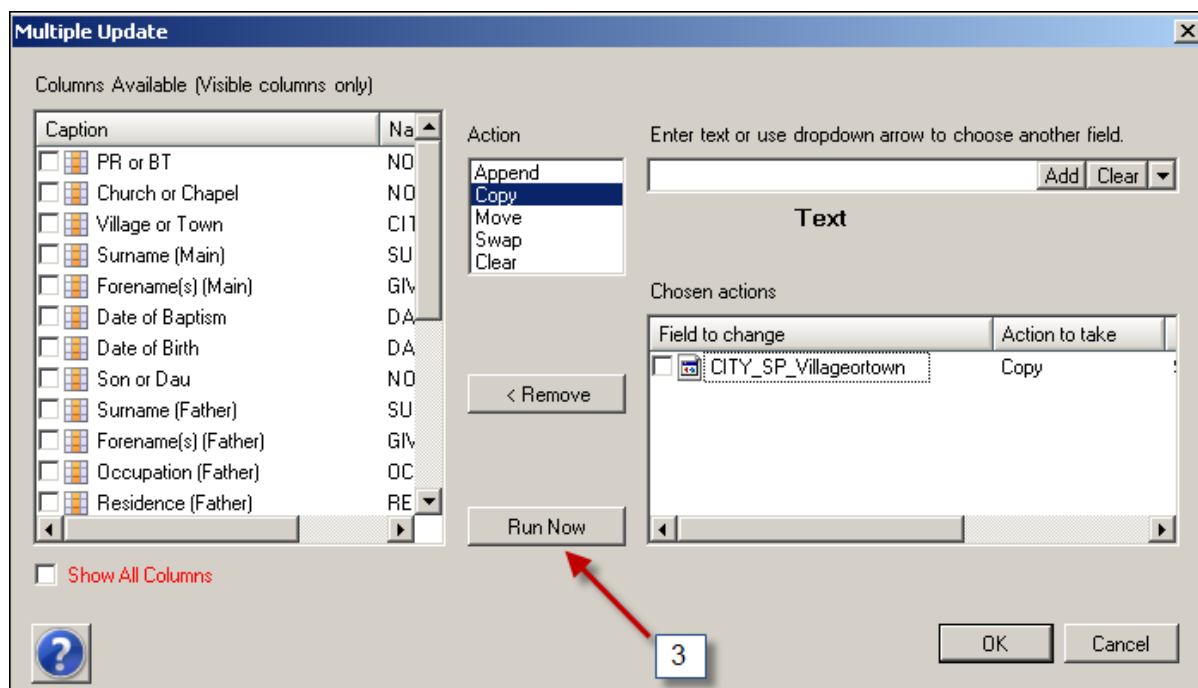 Multiple Update
Columns Available (Visible columns only)
Caption Na
PR or BT NO
Church or Chapel NO
Village or Town CIT
Surname (Main) SU
Forename(s) (Main) GIV
Date of Baptism DA
Date of Birth DA
Son or Dau NO
Surname (Father) SU
Forename(s) (Father) GIV
Occupation (Father) OC
Residence (Father) RE
Show All Columns
Action
Append
Copy
Move
Swap
Clear
< Remove
Run Now
3
Enter text or use dropdown arrow to choose another field.
Add Clear
Text
Chosen actions
Field to change Action to take
CITY_SP_Villageortown Copy
OK Cancel